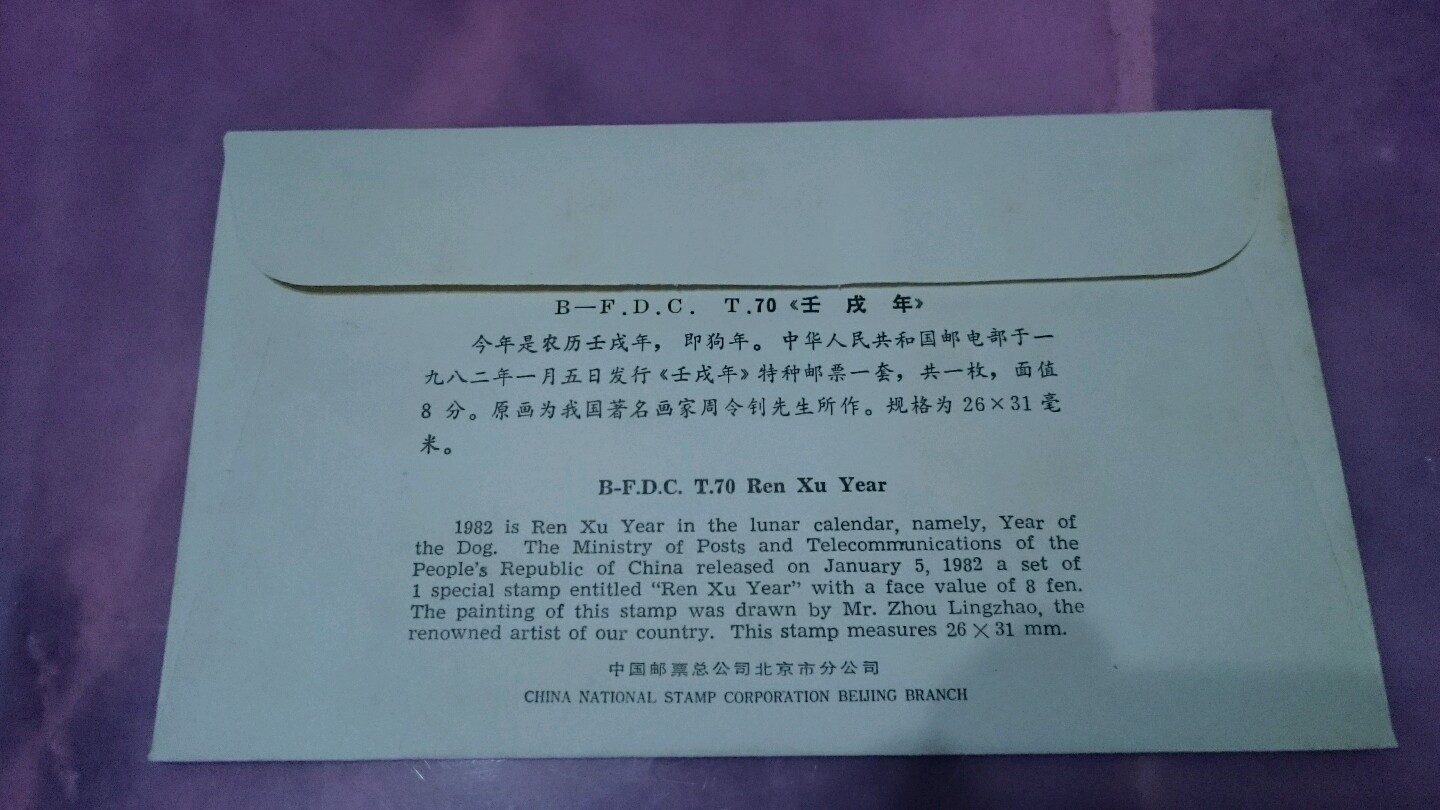 B—F.D.C. T.70《壬 戌 年》
今年是农历壬戌年，即狗年。中华人民共和国邮电部于一
九八二年一月五日发行《壬戌年》特种邮票一套，共一枚，面值
8 分。原画为我国著名画家周令钊先生所作。规格为 26×31 毫
米。
B-F.D.C. T.70 Ren Xu Year
1982 is Ren Xu Year in the lunar calendar, namely, Year of
the Dog. The Ministry of Posts and Telecommunications of the
People's Republic of China released on January 5, 1982 a set of
1 special stamp entitled “Ren Xu Year” with a face value of 8 fen.
The painting of this stamp was drawn by Mr. Zhou Lingzhao, the
renowned artist of our country. This stamp measures 26×31 mm.
中国邮票总公司北京市分公司
CHINA NATIONAL STAMP CORPORATION BEIJING BRANCH